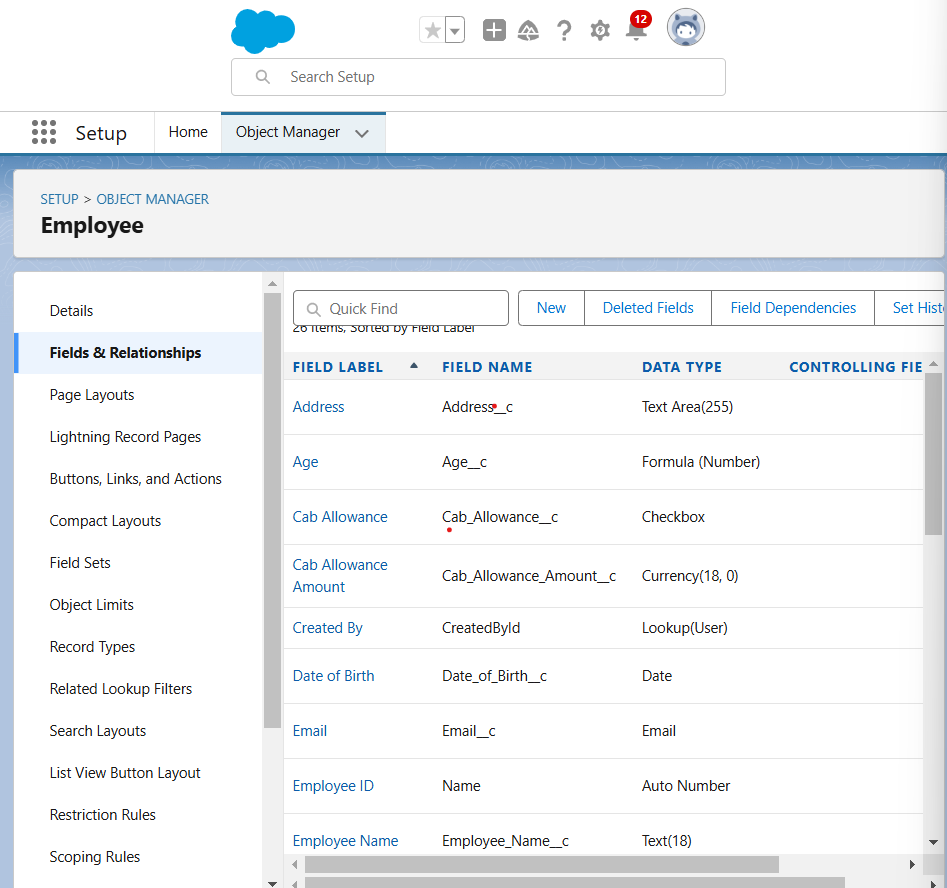 12
Search Setup
Setup
Home
Object Manager
SETUP > OBJECT MANAGER
Employee
Details
Fields & Relationships
Page Layouts
Lightning Record Pages
Buttons, Links, and Actions
Compact Layouts
Field Sets
Object Limits
Record Types
Related Lookup Filters
Search Layouts
List View Button Layout
Restriction Rules
Scoping Rules
Quick Find
New
Deleted Fields
Field Dependencies
Set Hist
26 Items, Sorted by Field Label
FIELD LABEL FIELD NAME DATA TYPE CONTROLLING FIE
Address Address__c Text Area(255)
Age Age__c Formula (Number)
Cab Allowance Cab_Allowance__c Checkbox
Cab Allowance
Amount Cab_Allowance_Amount__c Currency(18, 0)
Created By CreatedById Lookup(User)
Date of Birth Date_of_Birth__c Date
Email Email__c Email
Employee ID Name Auto Number
Employee Name Employee_Name__c Text(18)